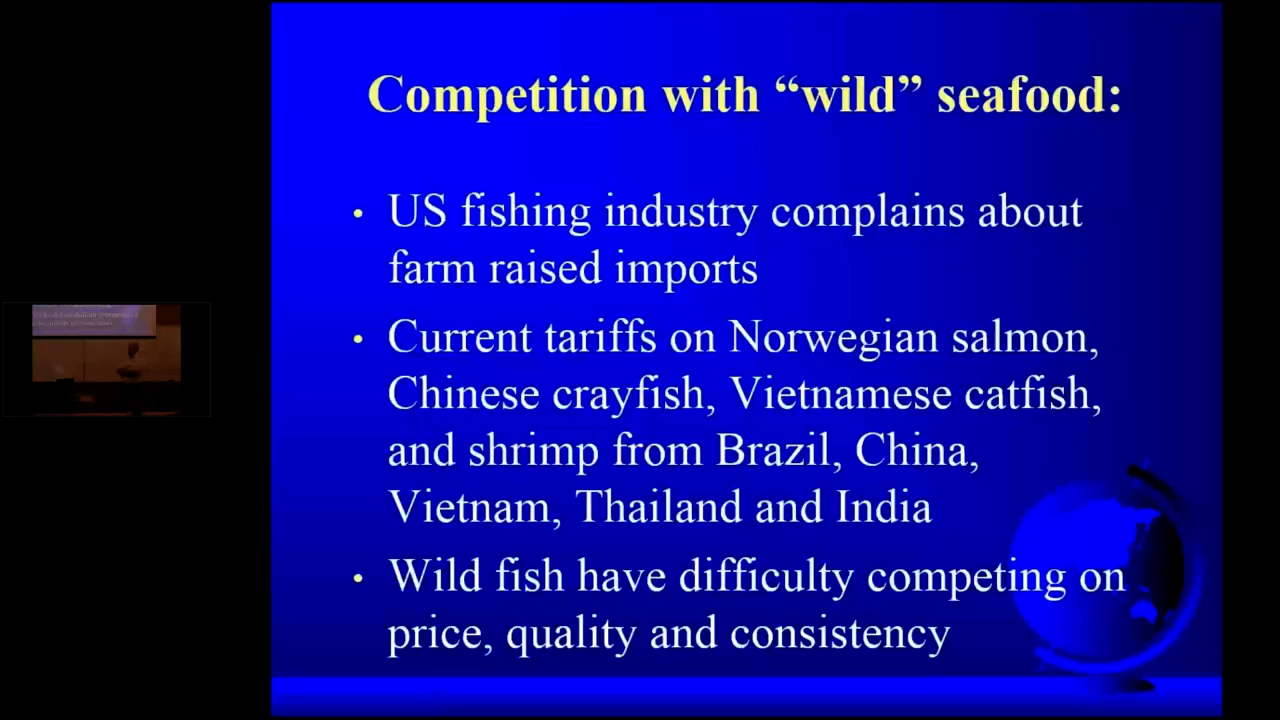 Competition with “wild” seafood:
• US fishing industry complains about
farm raised imports
• Current tariffs on Norwegian salmon,
Chinese crayfish, Vietnamese catfish,
and shrimp from Brazil, China,
Vietnam, Thailand and India
• Wild fish have difficulty competing on
price, quality and consistency